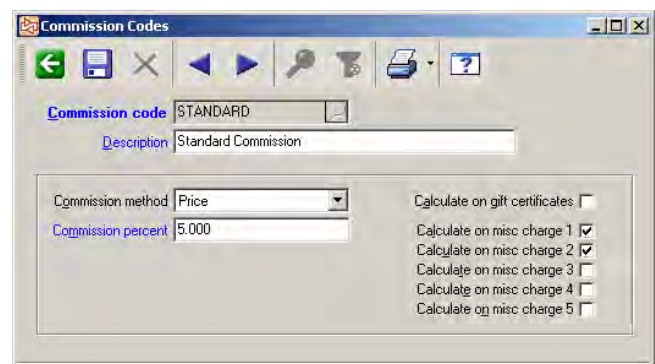 Commission Codes
Commission code STANDARD
Description Standard Commission
Commission method Price
Commission percent 5.000
Calculate on gift certificates
Calculate on misc charge 1
Calculate on misc charge 2
Calculate on misc charge 3
Calculate on misc charge 4
Calculate on misc charge 5